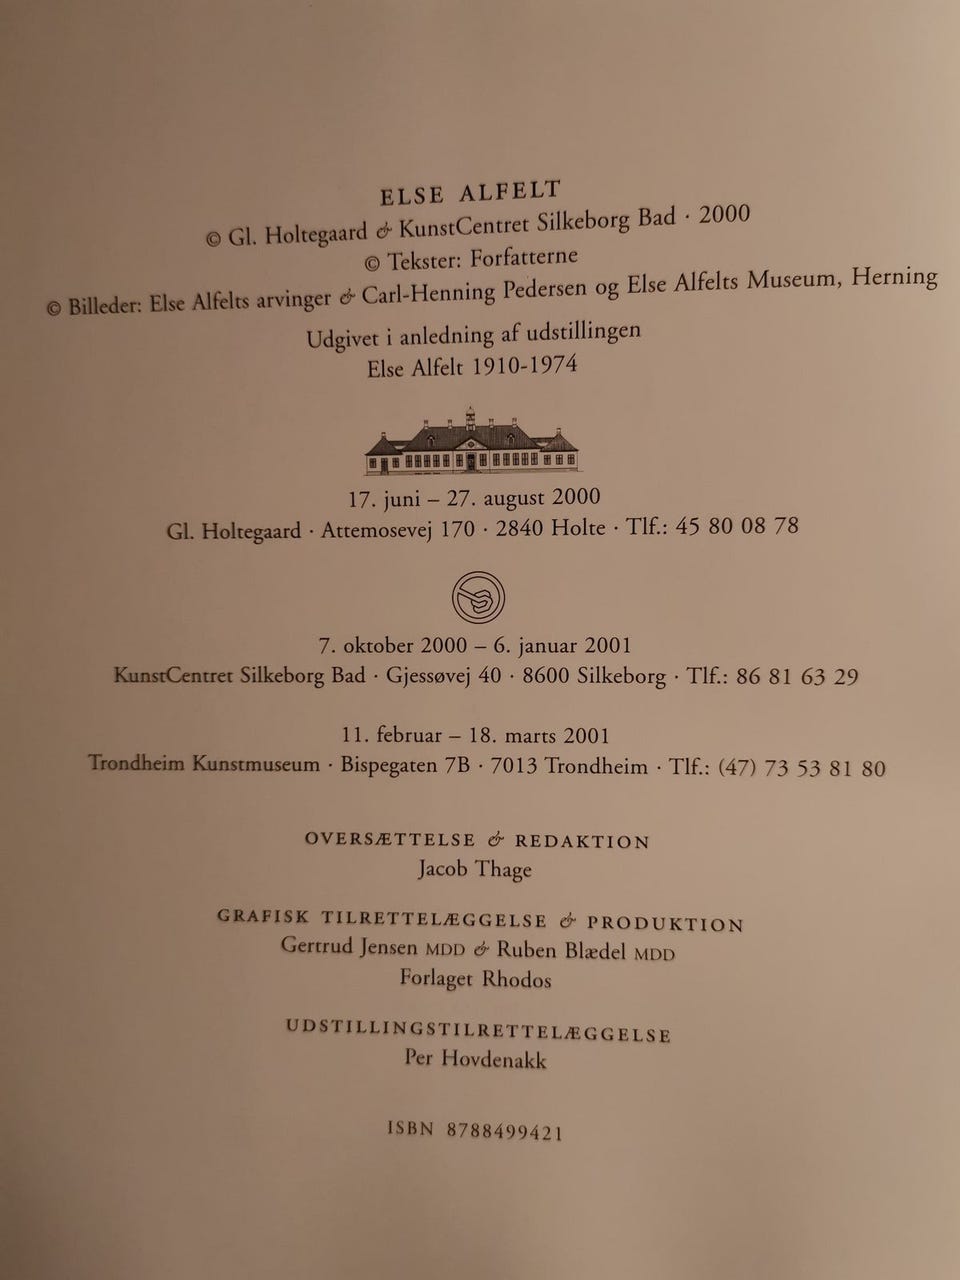 ELSE ALFELT
© Gl. Holtegaard & KunstCentret Silkeborg Bad · 2000
© Tekster: Forfatterne
© Billeder: Else Alfelts arvinger & Carl-Henning Pedersen og Else Alfelts Museum, Herning
Udgivet i anledning af udstillingen
Else Alfelt 1910-1974
17. juni – 27. august 2000
Gl. Holtegaard · Attemosevej 170 · 2840 Holte · Tlf.: 45 80 08 78
7. oktober 2000 – 6. januar 2001
KunstCentret Silkeborg Bad · Gjessøvej 40 · 8600 Silkeborg · Tlf.: 86 81 63 29
11. februar – 18. marts 2001
Trondheim Kunstmuseum · Bispegaten 7B · 7013 Trondheim · Tlf.: (47) 73 53 81 80
OVERSÆTTELSE & REDAKTION
Jacob Thage
GRAFISK TILRETTELÆGGELSE & PRODUKTION
Gertrud Jensen MDD & Ruben Blædel MDD
Forlaget Rhodos
UDSTILLINGSTILRETTELÆGGELSE
Per Hovdenakk
ISBN 8788499421